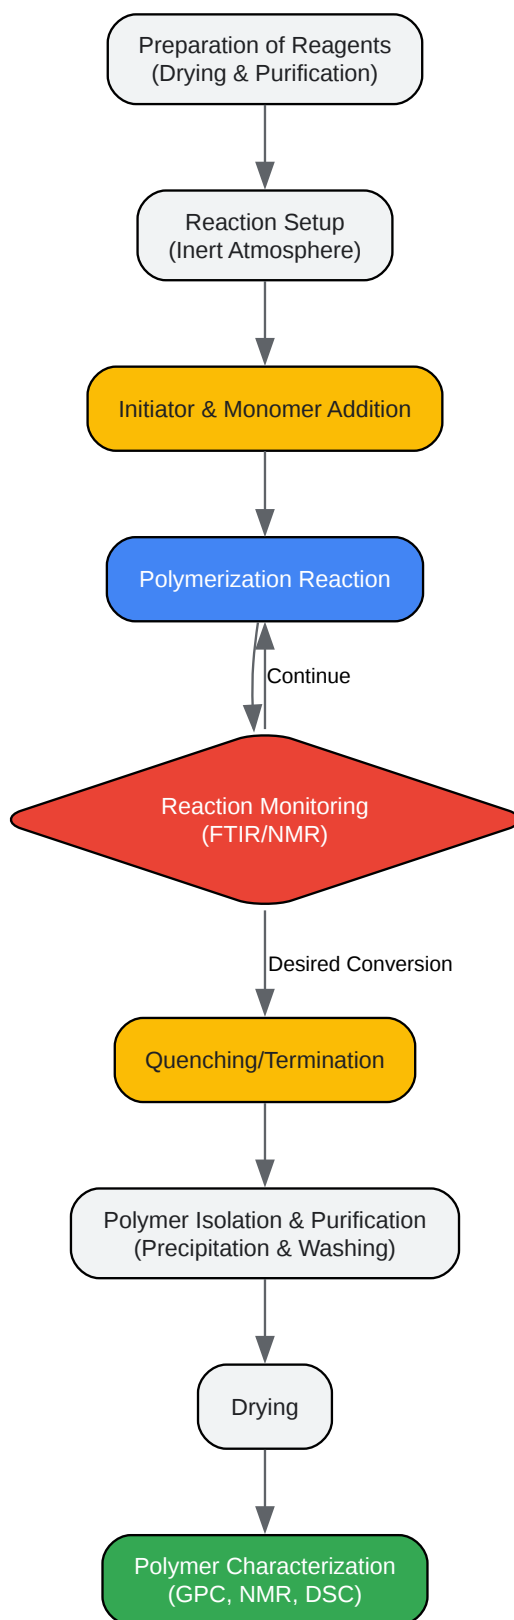 Preparation of Reagents
(Drying & Purification)
Reaction Setup
(Inert Atmosphere)
Initiator & Monomer Addition
Polymerization Reaction
Continue
Reaction Monitoring
(FTIR/NMR)
Desired Conversion
Quenching/Termination
Polymer Isolation & Purification
(Precipitation & Washing)
Drying
Polymer Characterization
(GPC, NMR, DSC)